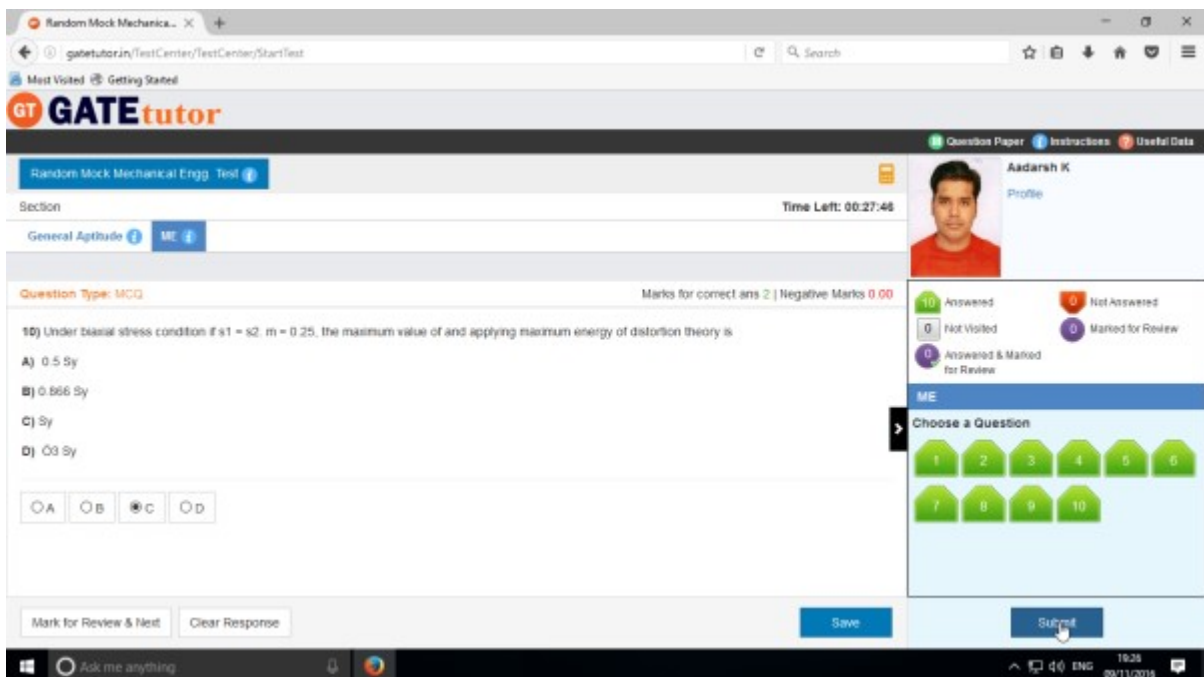 Random Mock Mechanica...
gatetutor.in/TestCenter/TestCenter/StartTest
Search
Most Visited Getting Started
GT GATEtutor
Question Paper Instructions Useful Data
Random Mock Mechanical Engg. Test
Aadarsh K
Profile
Section
Time Left: 00:27:46
General Aptitude ME
Question Type: MCQ
Marks for correct ans 2 | Negative Marks 0.00
10) Under biaxial stress condition if s1 = s2. m = 0.25, the maximum value of and applying maximum energy of distortion theory is
A) 0.5 Sy
B) 0.866 Sy
C) Sy
D) Ö3 Sy
A B C D
10 Answered 0 Not Answered
0 Not Visited 0 Marked for Review
0 Answered & Marked
for Review
ME
Choose a Question
1 2 3 4 5 6
7 8 9 10
Mark for Review & Next Clear Response Save Submit
Ask me anything
ENG
19:26
09/11/2016